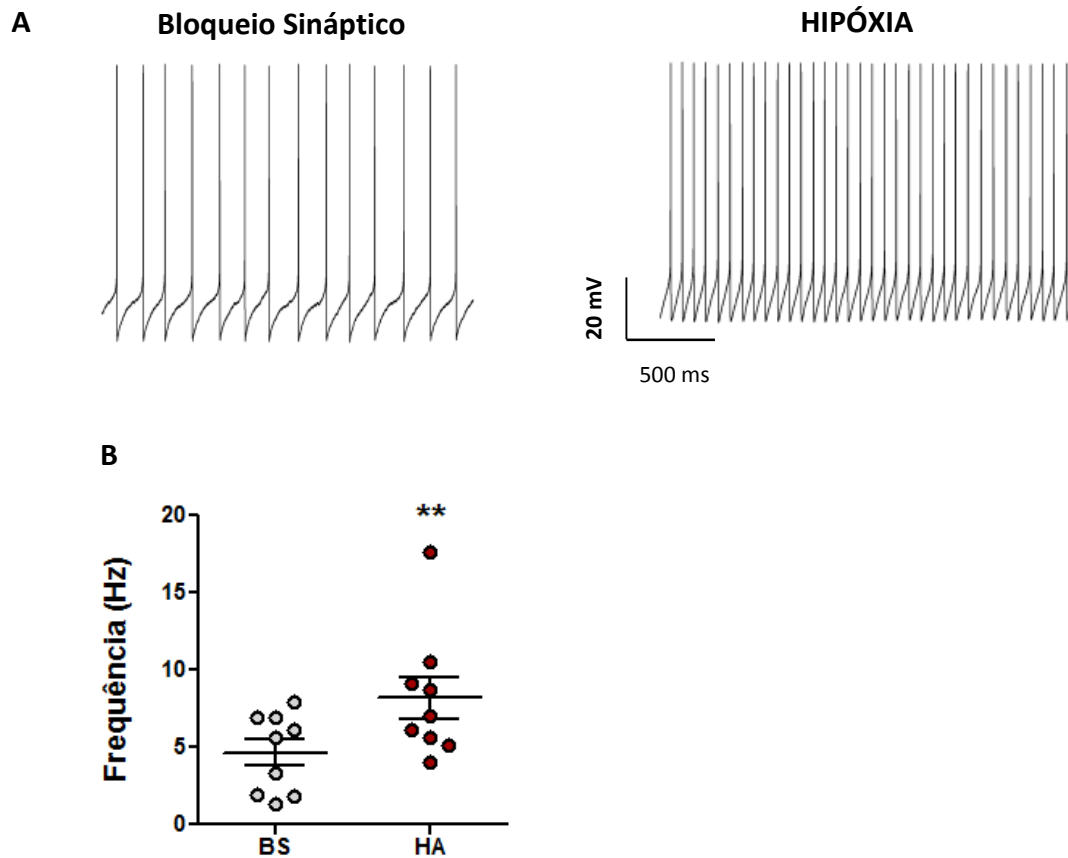 A
Bloqueio Sináptico
HIPÓXIA
20 mV
500 ms
B
**
Frequência (Hz)
20
15
10
5
0
BS
HA